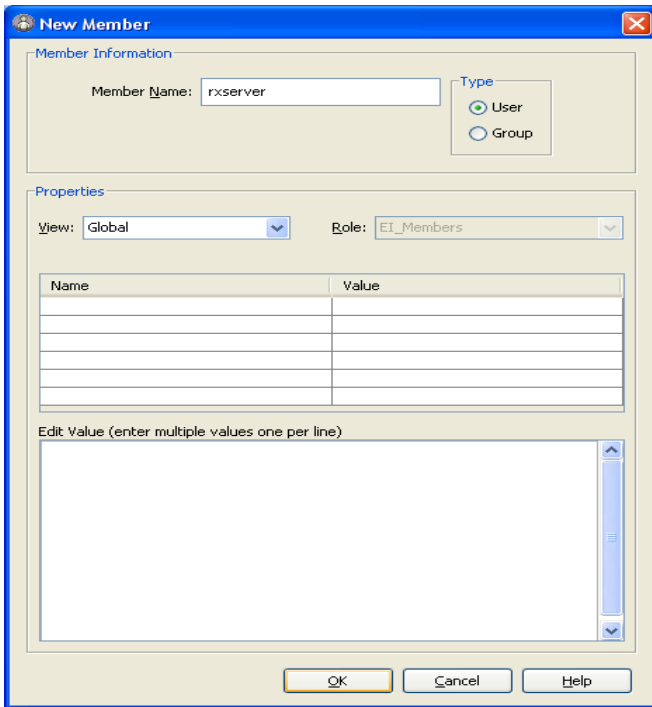 New Member
Member Information
Member Name: rxserver
Type
User
Group
Properties
View: Global Role: EI_Members
Name Value
Edit Value (enter multiple values one per line)
OK Cancel Help